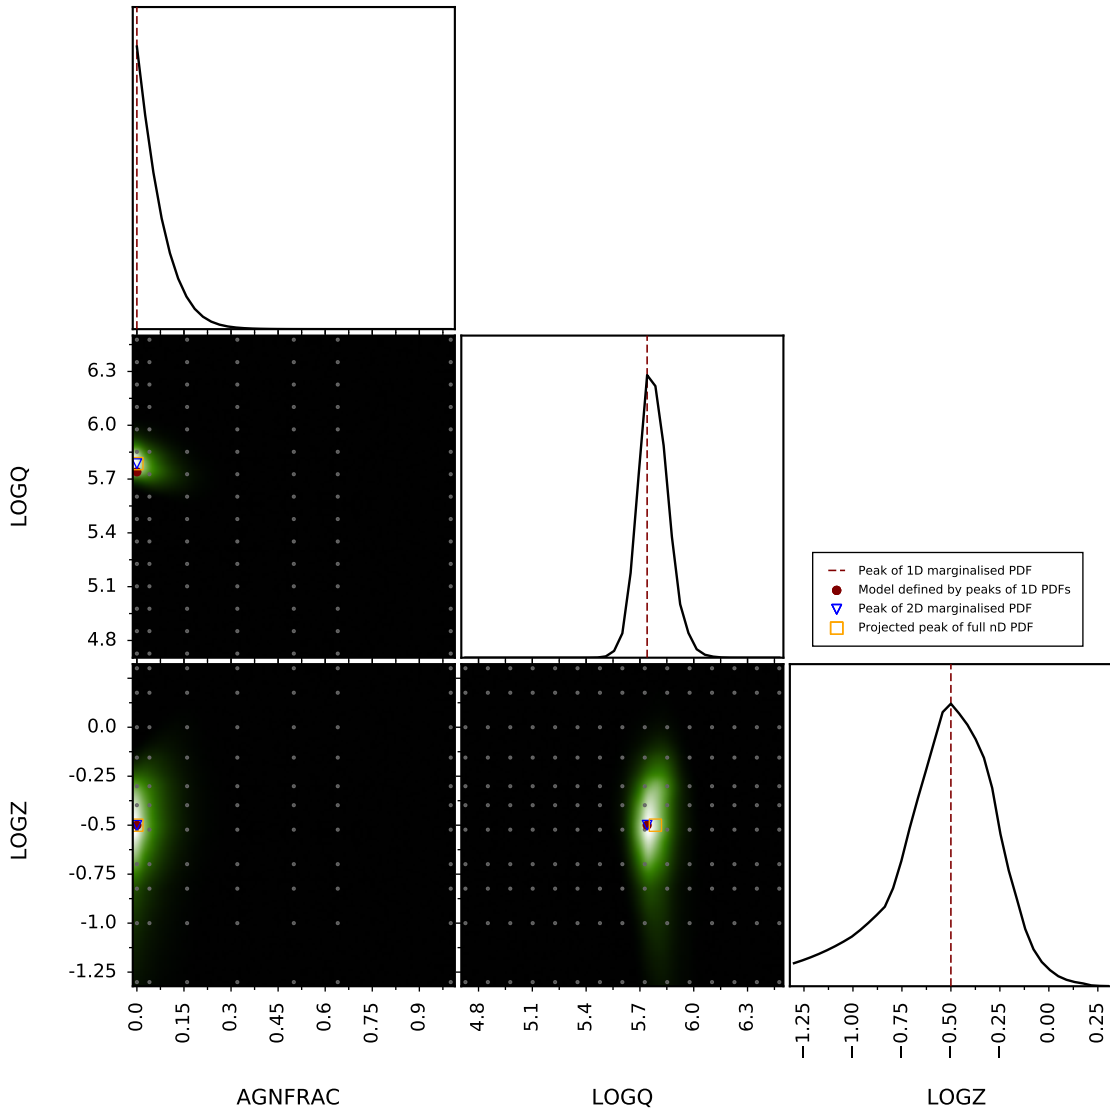 LOGQ
6.3
6.0
5.7
5.4
5.1
4.8
Peak of 1D marginalised PDF
Model defined by peaks of 1D PDFs
Peak of 2D marginalised PDF
Projected peak of full nD PDF
LOGZ
0.0
-0.25
-0.5
-0.75
-1.0
-1.25
0.0 0.15 0.3 0.45 0.6 0.75 0.9
4.8 5.1 5.4 5.7 6.0 6.3
−1.25 −1.00 −0.75 −0.50 −0.25 0.00 0.25
AGNFRAC LOGQ LOGZ